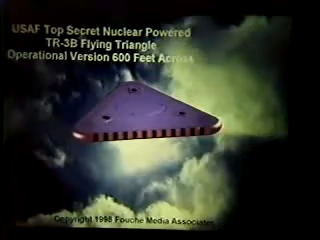 USAF Top Secret Nuclear Powered
TR-3B Flying Triangle
Operational Version 600 Feet Across
Copyright 1998 Fouche Media Associates